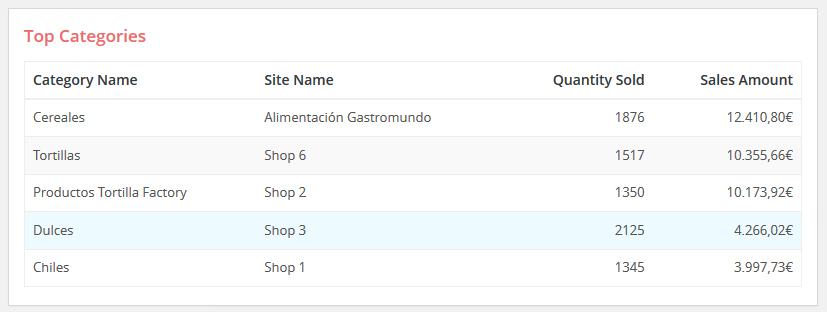 Top Categories
Category Name Site Name Quantity Sold Sales Amount
Cereales Alimentación Gastromundo 1876 12.410,80€
Tortillas Shop 6 1517 10.355,66€
Productos Tortilla Factory Shop 2 1350 10.173,92€
Dulces Shop 3 2125 4.266,02€
Chiles Shop 1 1345 3.997,73€